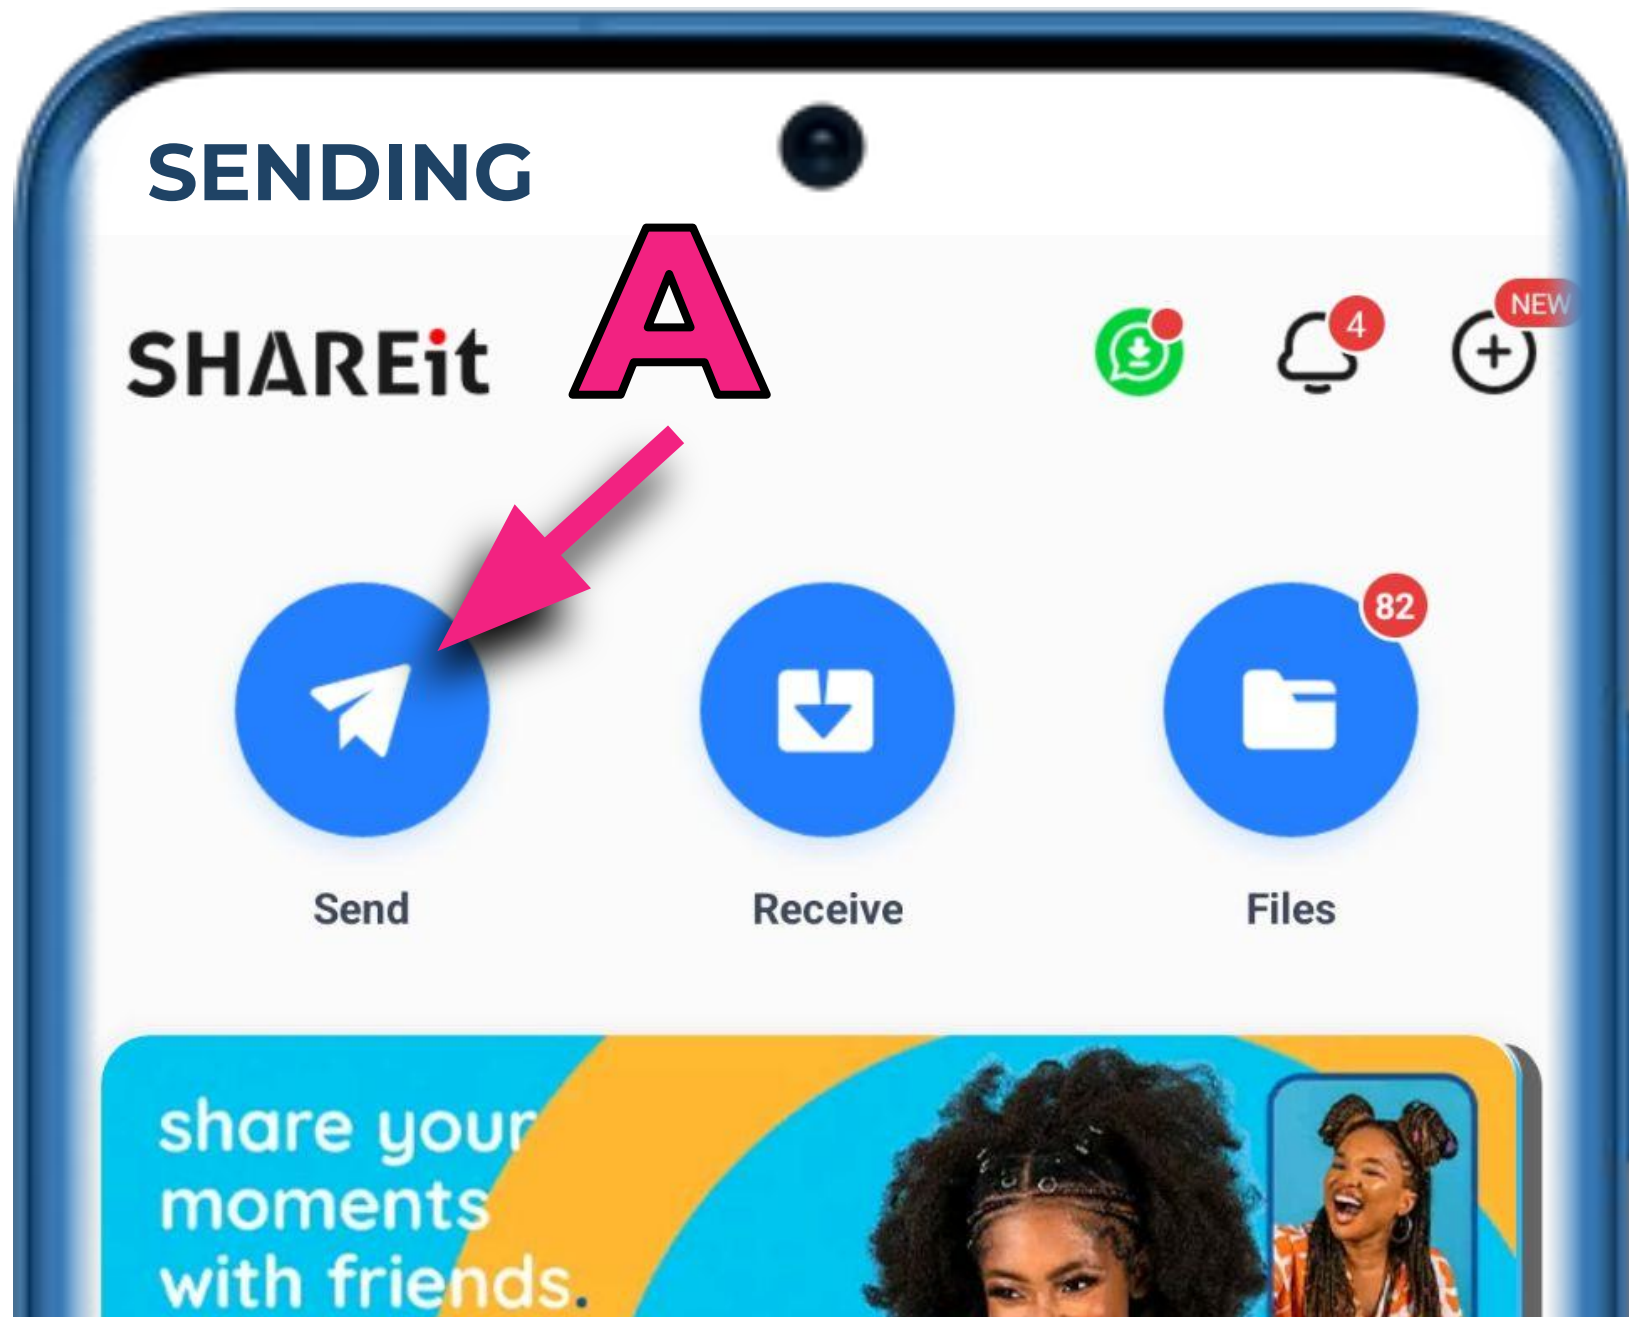 SENDING
A
SHAREit
4
NEW
82
Send
Receive
Files
share your
moments
with friends.